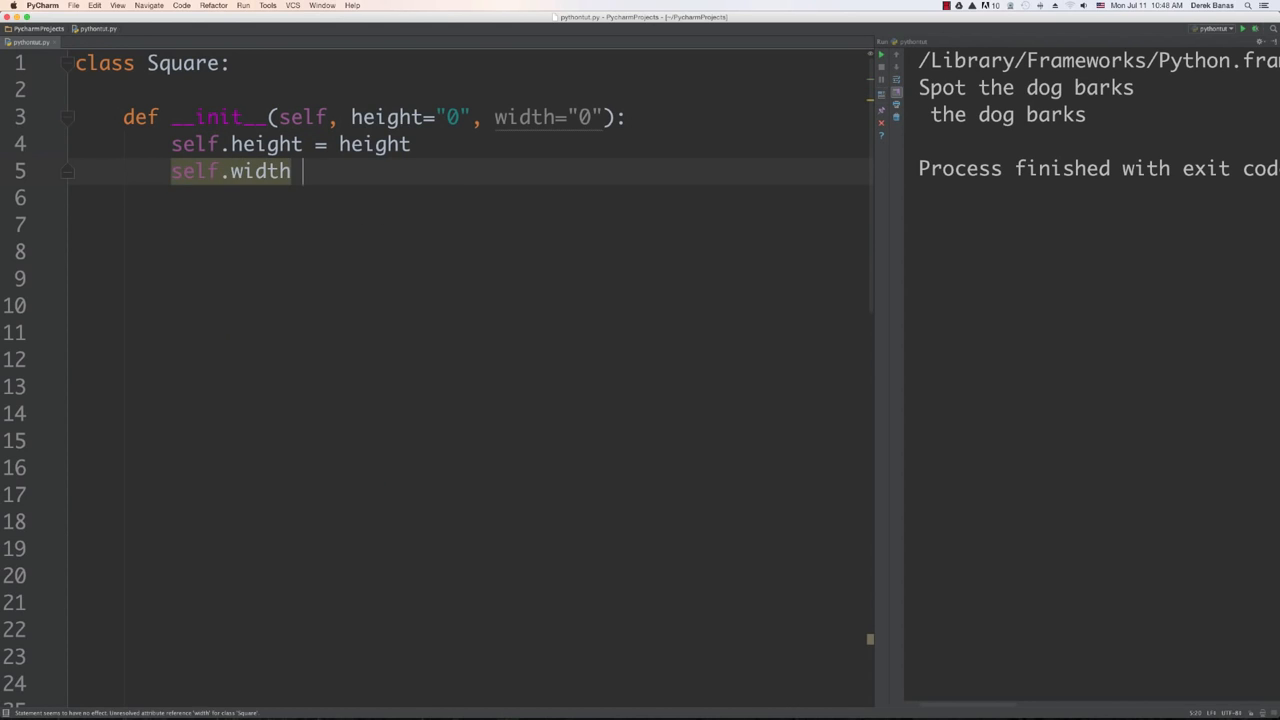 PyCharm File Edit View Navigate Code Refactor Run Tools VCS Window Help
10 Mon Jul 11 10:48 AM Derek Banas
pythontut.py - PycharmProjects - [~/PycharmProjects]
PycharmProjects pythontut.py pythontut
pythontut.py Run pythontut
1 class Square:
2
3 def __init__(self, height="0", width="0"):
4 self.height = height
5 self.width
6
7
8
9
10
11
12
13
14
15
16
17
18
19
20
21
22
23
24
/Library/Frameworks/Python.fra
Spot the dog barks
the dog barks
Process finished with exit cod
Statement seems to have no effect. Unresolved attribute reference 'width' for class 'Square'. 5:20 LF÷ UTF-8÷